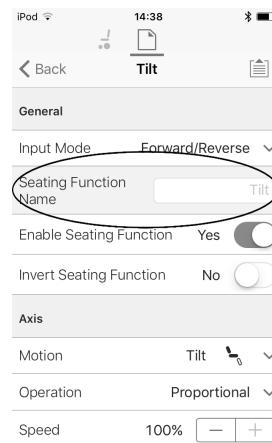 iPod 14:38
Back Tilt
General
Input Mode Forward/Reverse
Seating Function
Name Tilt
Enable Seating Function Yes
Invert Seating Function No
Axis
Motion Tilt
Operation Proportional
Speed 100% — +